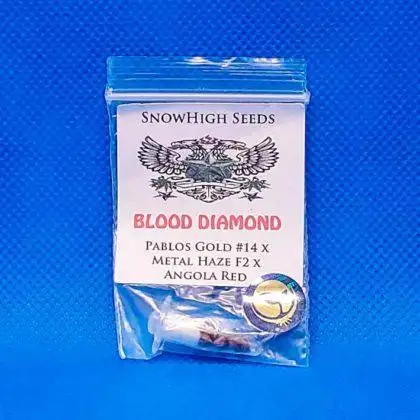 SnowHigh Seeds
BLOOD DIAMOND
Pablos Gold #14 x
Metal Haze F2 x
Angola Red